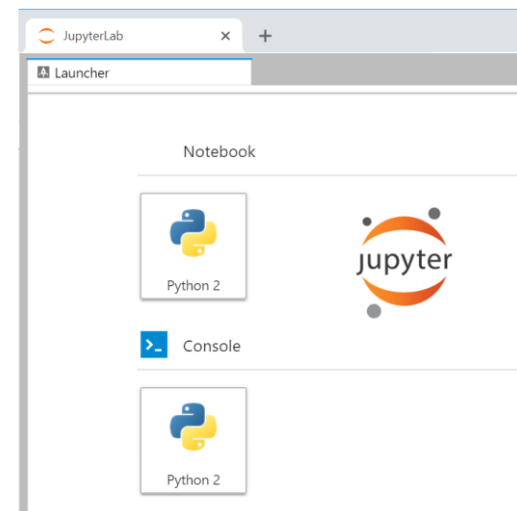 JupyterLab
Launcher
Notebook
Python 2
jupyter
Console
Python 2